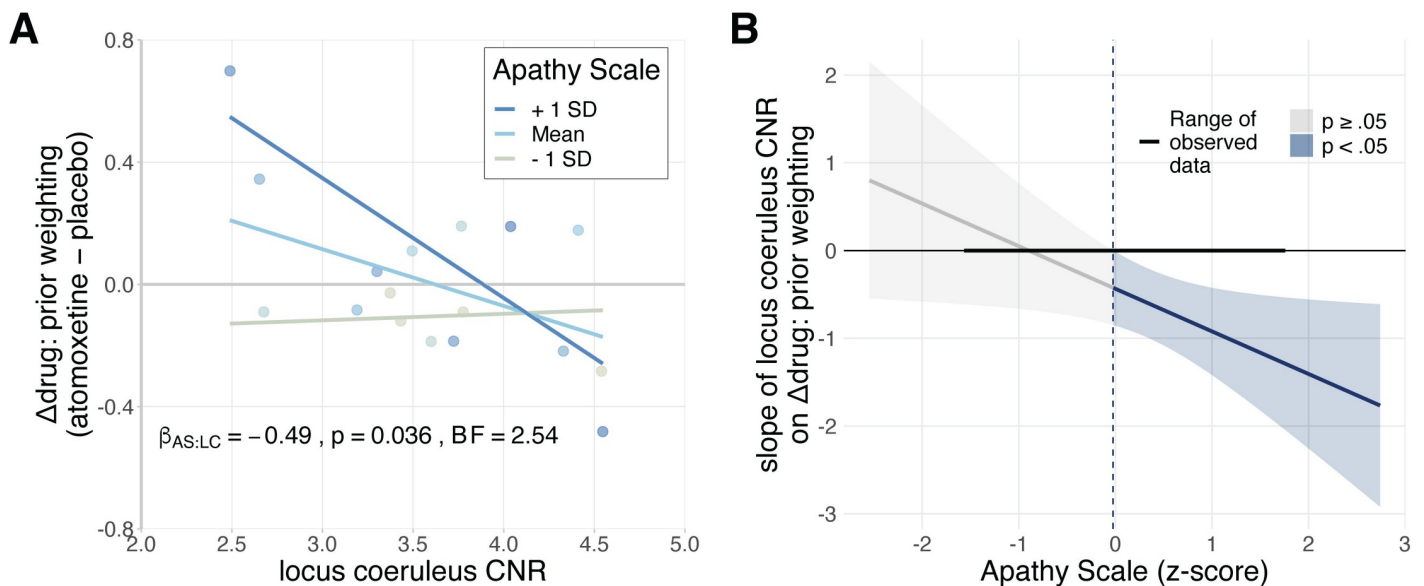 A
Δdrug: prior weighting
(atomoxetine – placebo)
0.8
0.4
0.0
-0.4
-0.8
Apathy Scale
+ 1 SD
Mean
- 1 SD
βAS:LC = −0.49 , p = 0.036 , BF = 2.54
2.0 2.5 3.0 3.5 4.0 4.5 5.0
locus coeruleus CNR
B
slope of locus coeruleus CNR
on Δdrug: prior weighting
2
1
0
-1
-2
-3
Range of
observed
data
p ≥ .05
p < .05
-2 -1 0 1 2 3
Apathy Scale (z-score)